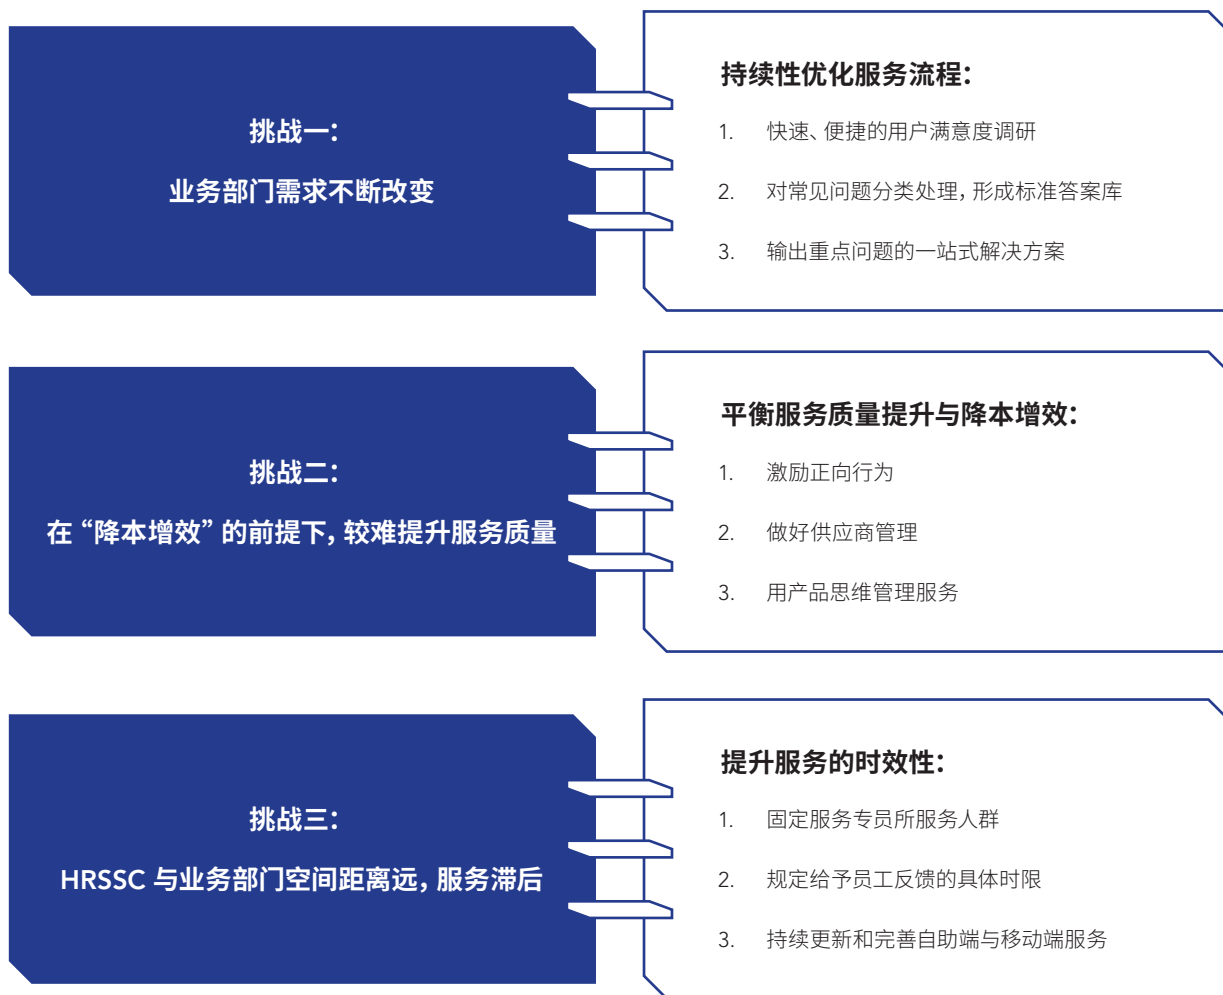 挑战一：
业务部门需求不断改变
持续性优化服务流程：
1. 快速、便捷的用户满意度调研
2. 对常见问题分类处理，形成标准答案库
3. 输出重点问题的一站式解决方案
挑战二：
在“降本增效”的前提下，较难提升服务质量
平衡服务质量提升与降本增效：
1. 激励正向行为
2. 做好供应商管理
3. 用产品思维管理服务
挑战三：
HRSSC 与业务部门空间距离远，服务滞后
提升服务的时效性：
1. 固定服务专员所服务人群
2. 规定给予员工反馈的具体时限
3. 持续更新和完善自助端与移动端服务